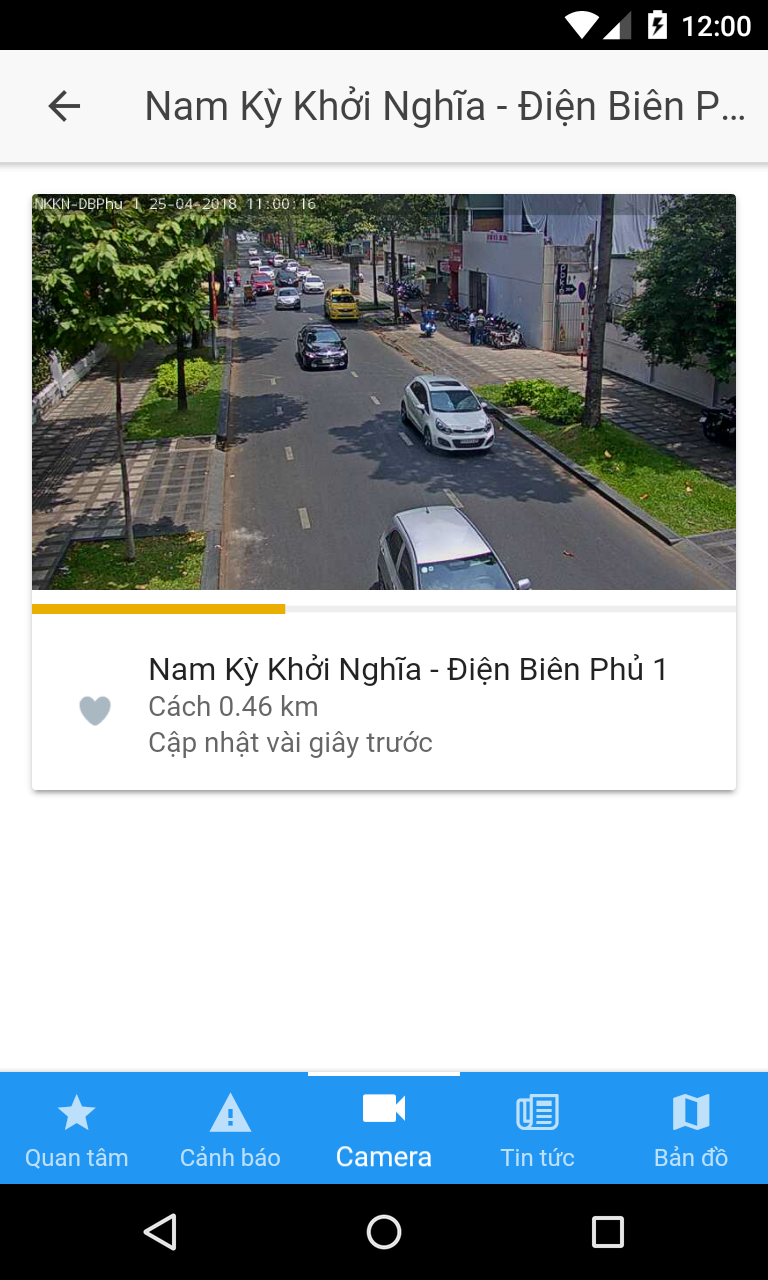 12:00
Nam Kỳ Khởi Nghĩa - Điện Biên P...
NKKN-DBPhu 1 25-04-2018 11:00:16
Nam Kỳ Khởi Nghĩa - Điện Biên Phủ 1
Cách 0.46 km
Cập nhật vài giây trước
Quan tâm
Cảnh báo
Camera
Tin tức
Bản đồ